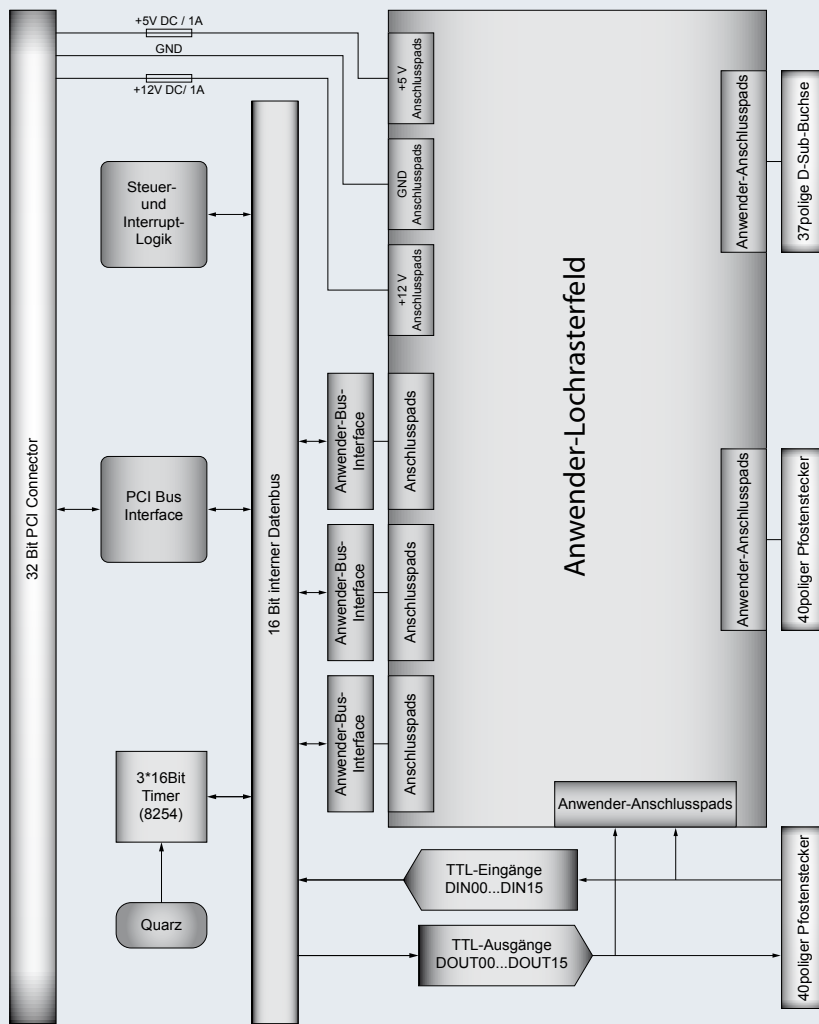 +5V DC / 1A
GND
+12V DC/ 1A
32 Bit PCI Connector
Steuer-
und
Interrupt-
Logik
PCI Bus
Interface
3*16Bit
Timer
(8254)
Quarz
16 Bit interner Datenbus
+5 V
Anschlusspads
GND
Anschlusspads
+12 V
Anschlusspads
Anwender-Bus-
Interface
Anschlusspads
Anwender-Bus-
Interface
Anschlusspads
Anwender-Bus-
Interface
Anschlusspads
Anwender-Lochrasterfeld
Anwender-Anschlusspads
37polige D-Sub-Buchse
Anwender-Anschlusspads
40poliger Pfostenstecker
Anwender-Anschlusspads
TTL-Eingänge
DIN00...DIN15
TTL-Ausgänge
DOUT00...DOUT15
40poliger Pfostenstecker